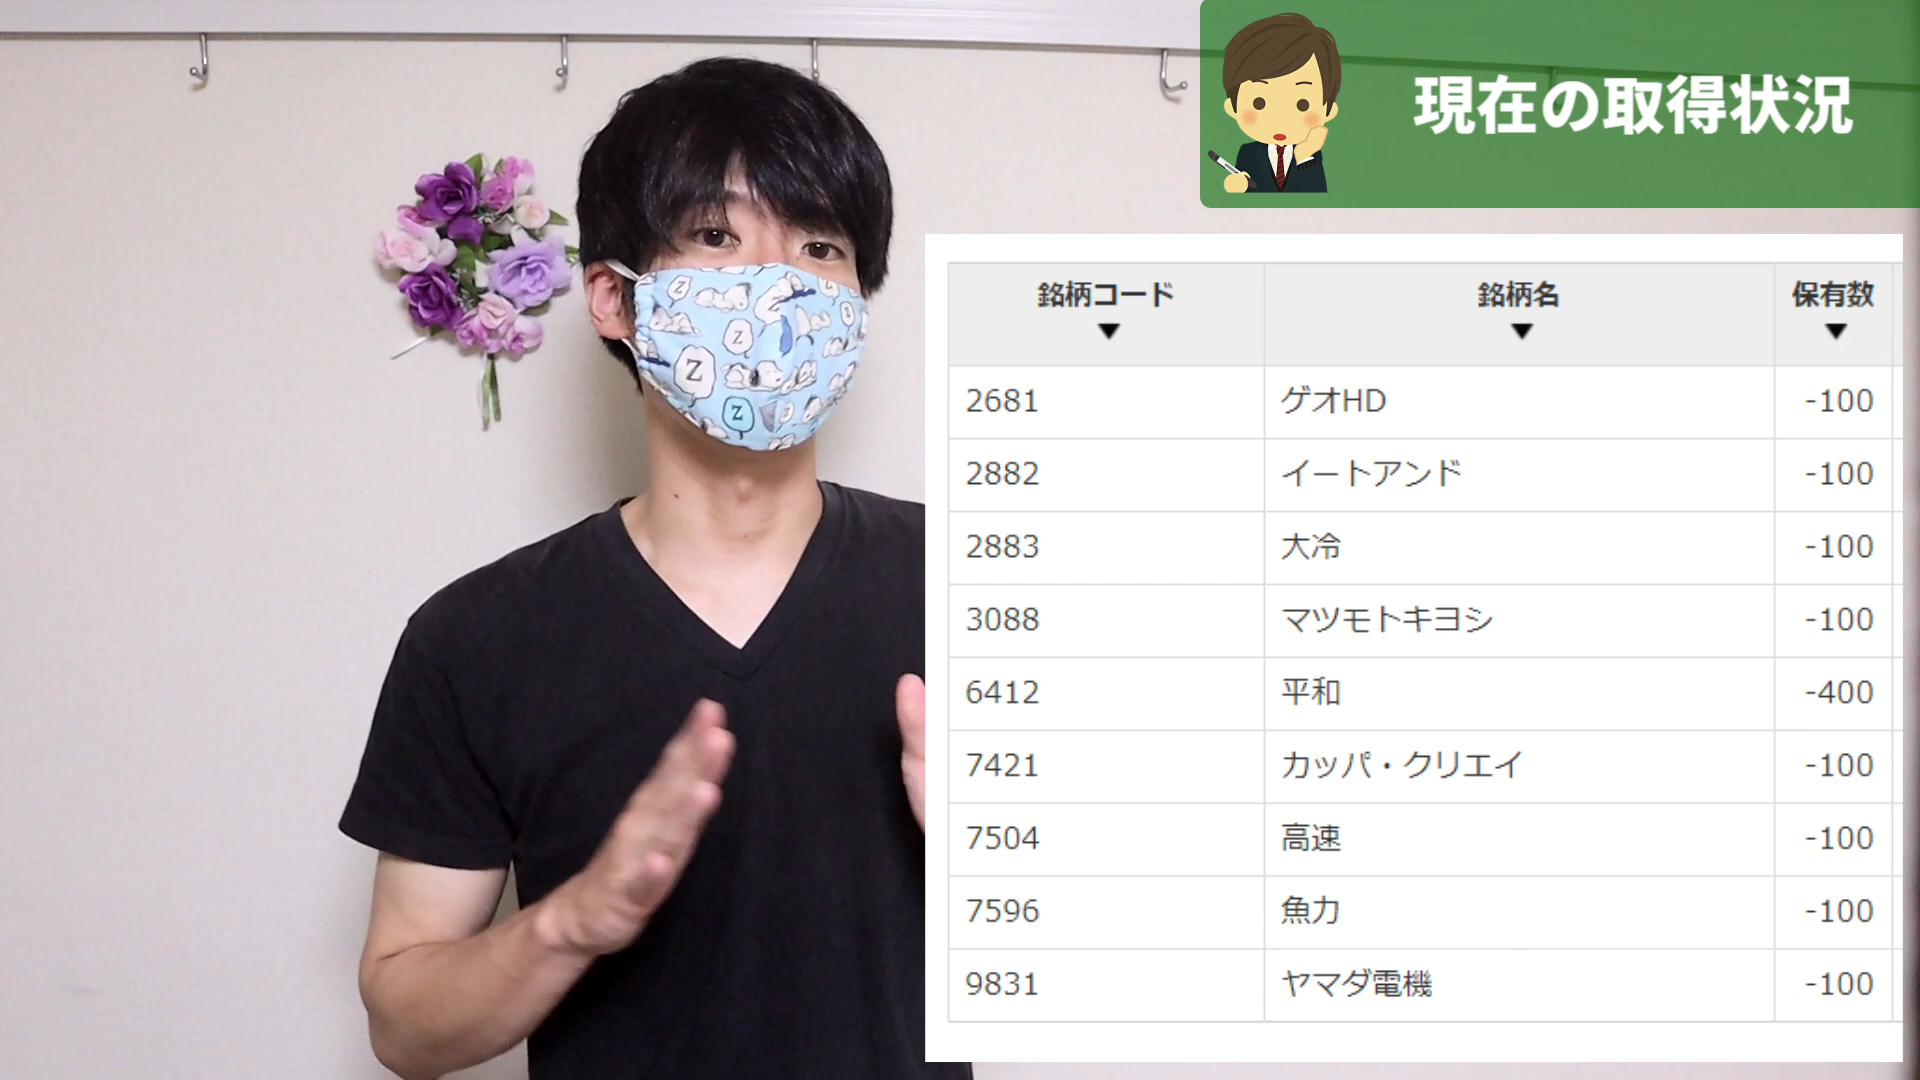 現在の取得状況
銘柄コード 銘柄名 保有数
▼ ▼ ▼
2681 ゲオHD -100
2882 イートアンド -100
2883 大冷 -100
3088 マツモトキヨシ -100
6412 平和 -400
7421 カッパ・クリエイ -100
7504 高速 -100
7596 魚力 -100
9831 ヤマダ電機 -100
Z
Z
Z
Z
Z